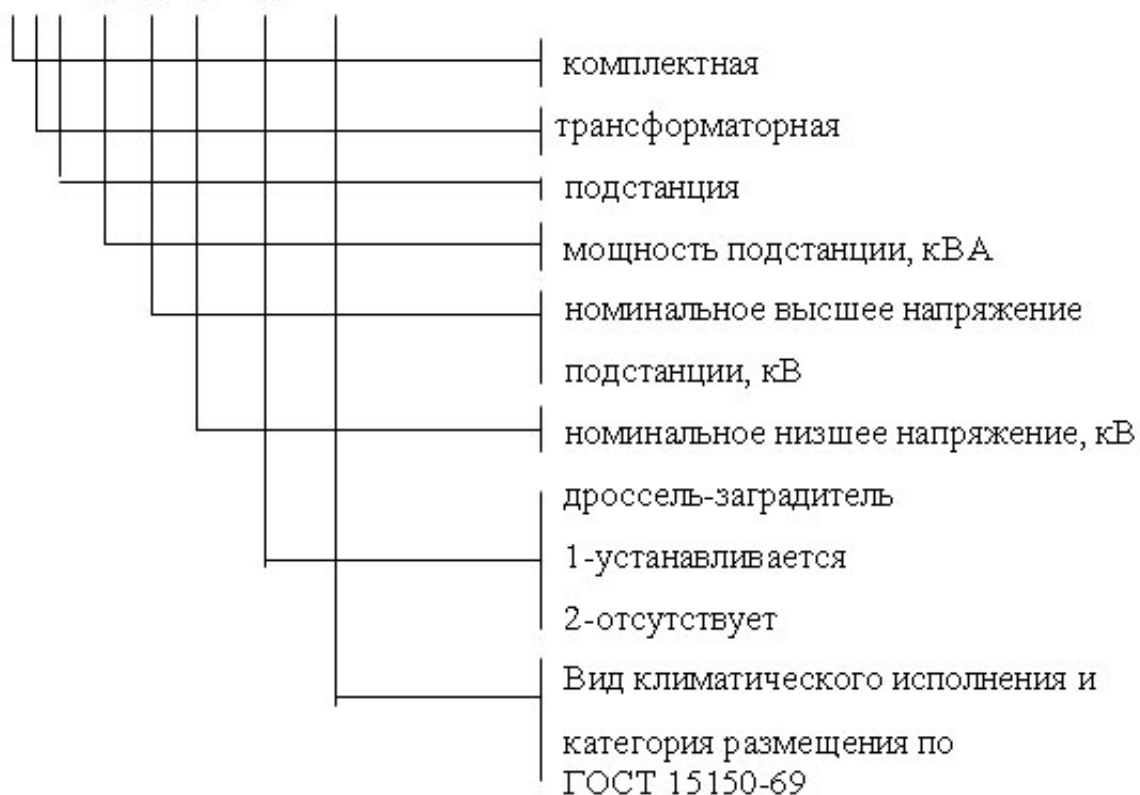 комплектная
трансформаторная
подстанция
мощность подстанции, кВА
номинальное высшее напряжение
подстанции, кВ
номинальное низшее напряжение, кВ
дроссель-заградитель
1-устанавливается
2-отсутствует
Вид климатического исполнения и
категория размещения по
ГОСТ 15150-69